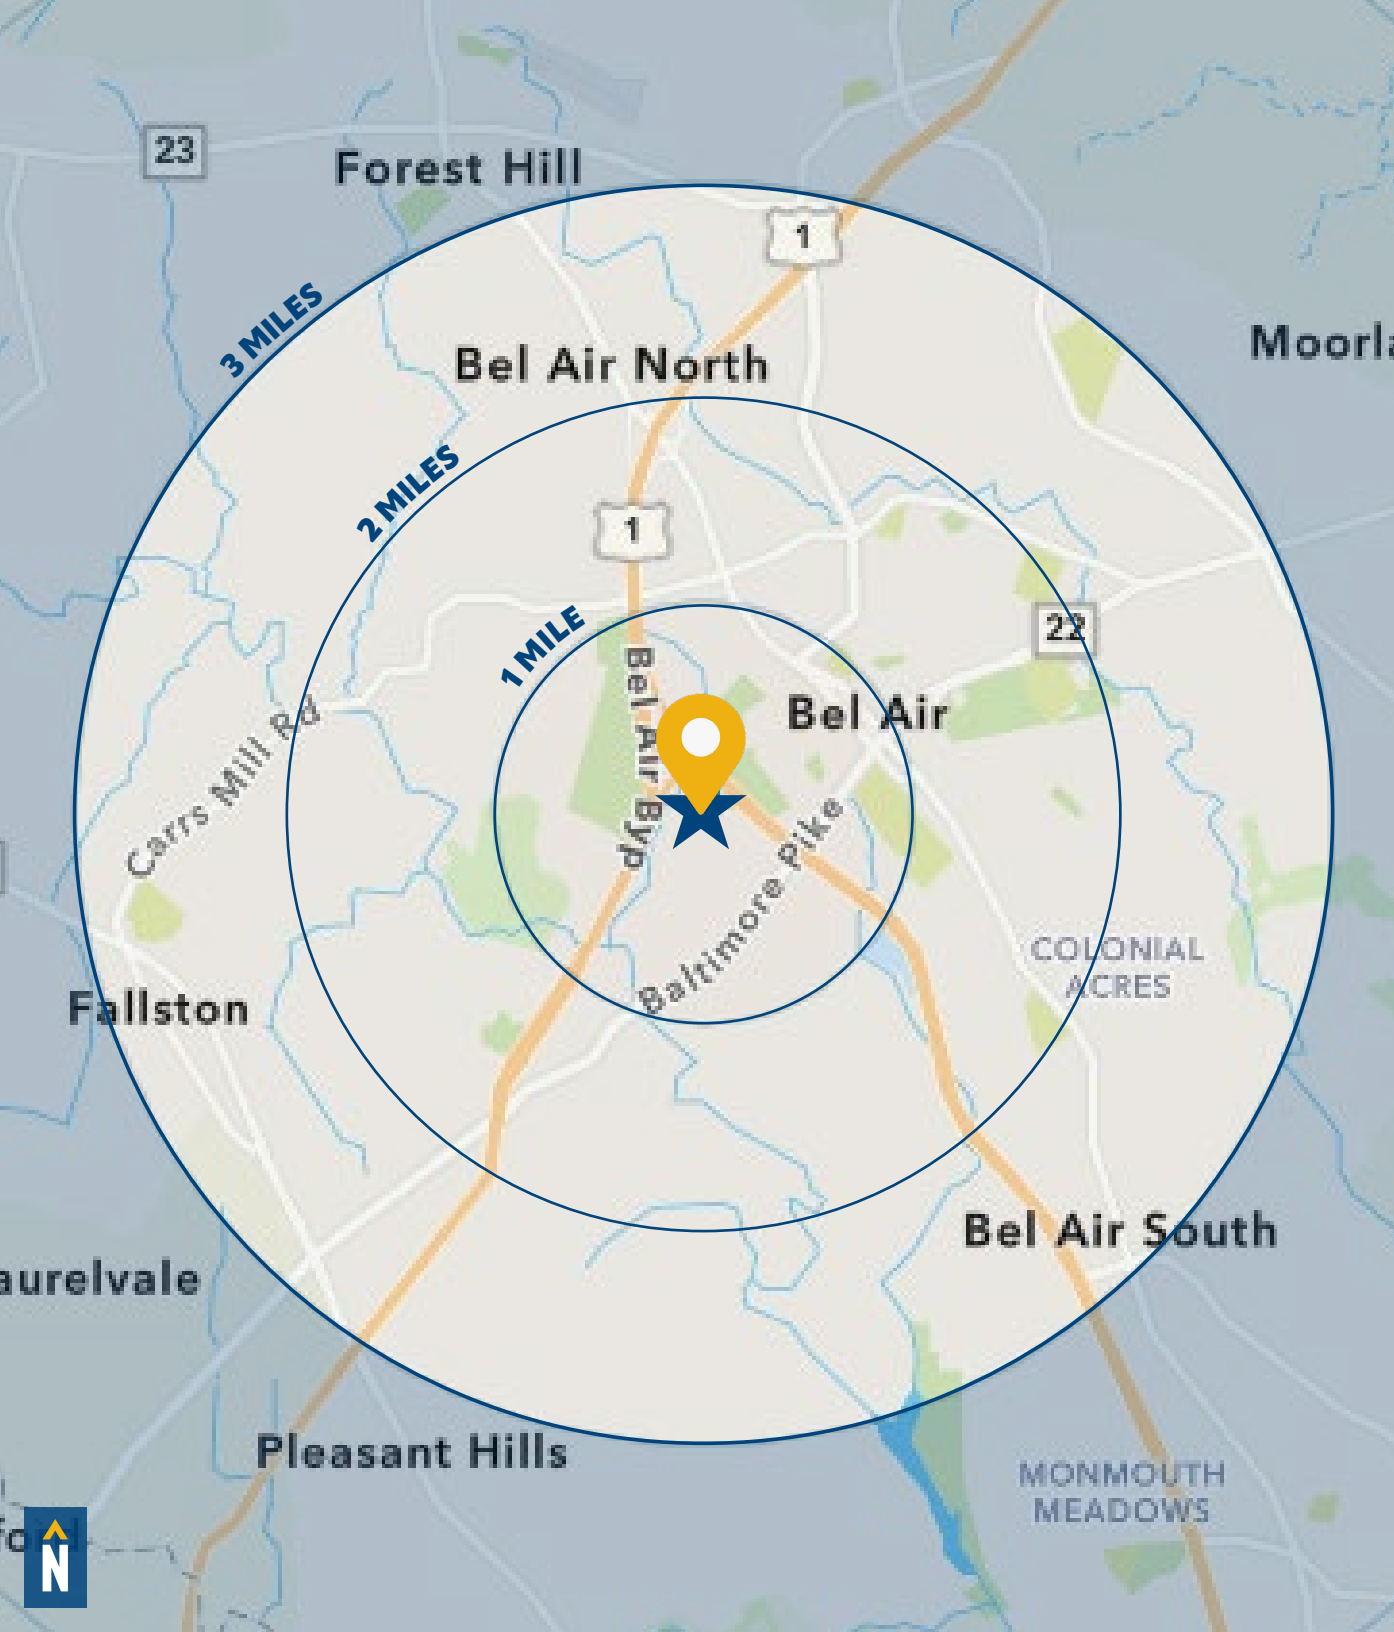 23
Forest Hill
1
3 MILES
Moorla
Bel Air North
2 MILES
1
1 MILE
22
Bel Air Byp
Bel Air
Carrs Mill Rd
Baltimore Pike
COLONIAL
ACRES
Fallston
Bel Air South
aurelvale
Pleasant Hills
MONMOUTH
MEADOWS
N